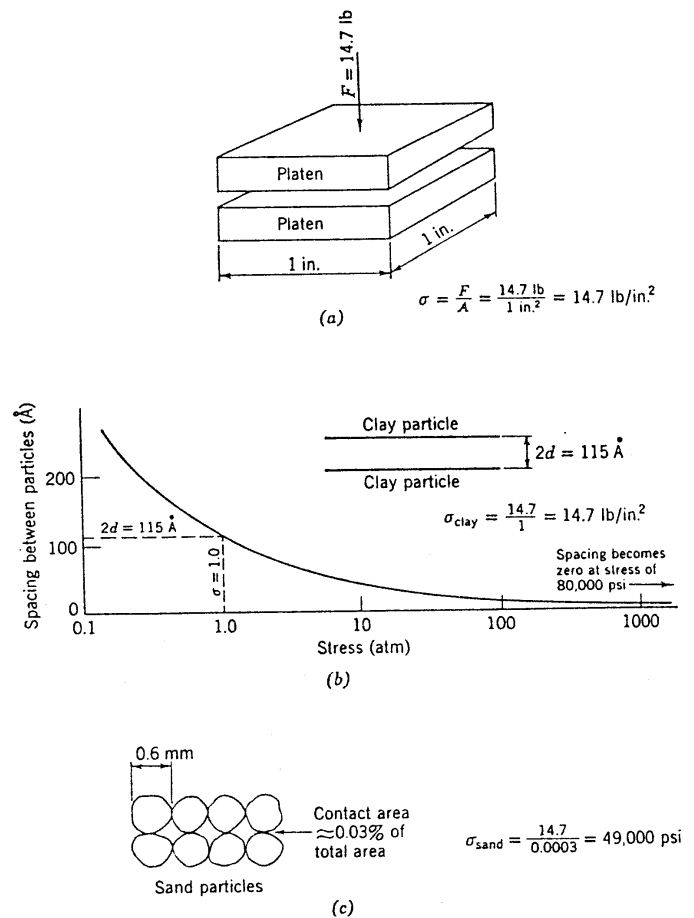 F = 14.7 lb
Platen
Platen
1 in.
1 in.
σ = F/A = 14.7 lb/1 in.² = 14.7 lb/in.²
(a)
Spacing between particles (Å)
200
100
0
2d = 115 Å
σ = 1.0
Clay particle
2d = 115 Å
Clay particle
σclay = 14.7/1 = 14.7 lb/in.²
Spacing becomes
zero at stress of
80,000 psi
0.1
1.0
10
100
1000
Stress (atm)
(b)
0.6 mm
Contact area
≈0.03% of
total area
σsand = 14.7/0.0003 = 49,000 psi
Sand particles
(c)